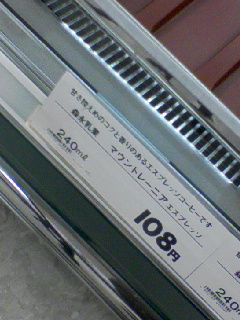 甘さ控えめのコクと香りのあるエスプレッソコーヒーです
森永乳業 マウントレーニア エスプレッソ
240ml
108円
240